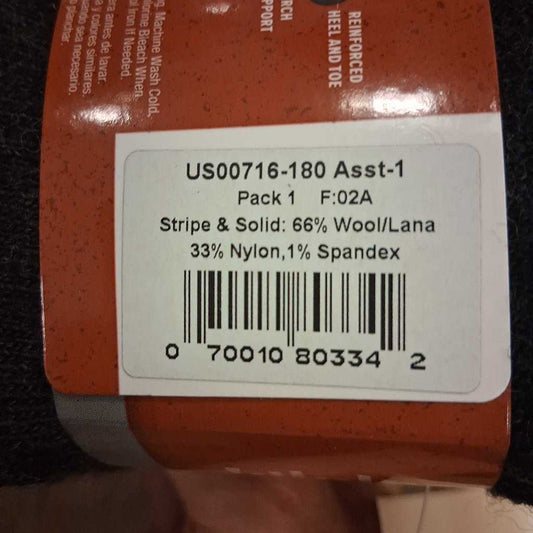 ARCH
SUPPORT
REINFORCED
HEEL AND TOE
Machine Wash Cold,
Chlorine Bleach When
Iron If Needed.
antes de lavar.
y colores similares.
sea necesario.
US00716-180 Asst-1
Pack 1 F:02A
Stripe & Solid: 66% Wool/Lana
33% Nylon,1% Spandex
0 70010 80334 2